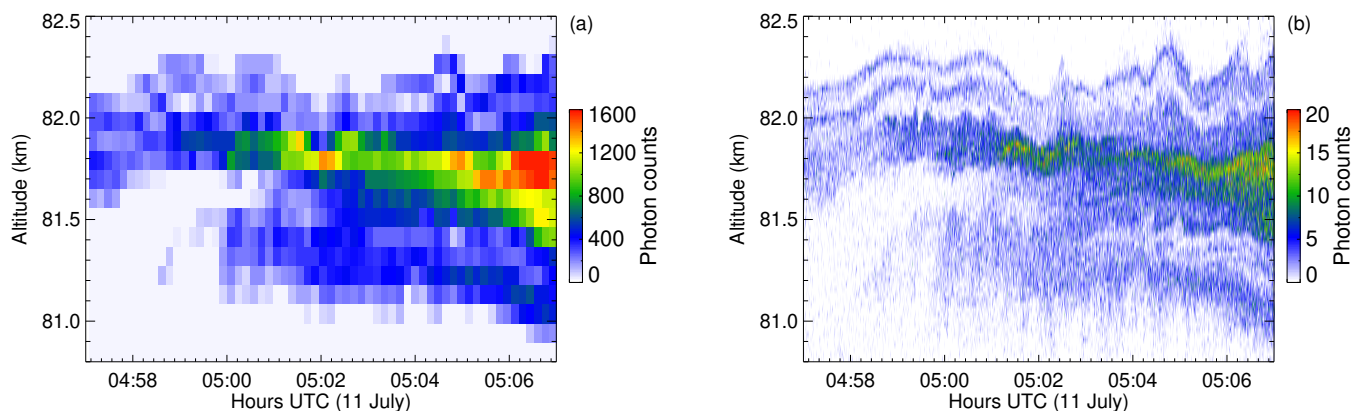 (a)
82.5
82.0
81.5
81.0
Altitude (km)
04:58 05:00 05:02 05:04 05:06
Hours UTC (11 July)
1600
1200
800
400
0
Photon counts
(b)
82.5
82.0
81.5
81.0
Altitude (km)
04:58 05:00 05:02 05:04 05:06
Hours UTC (11 July)
20
15
10
5
0
Photon counts